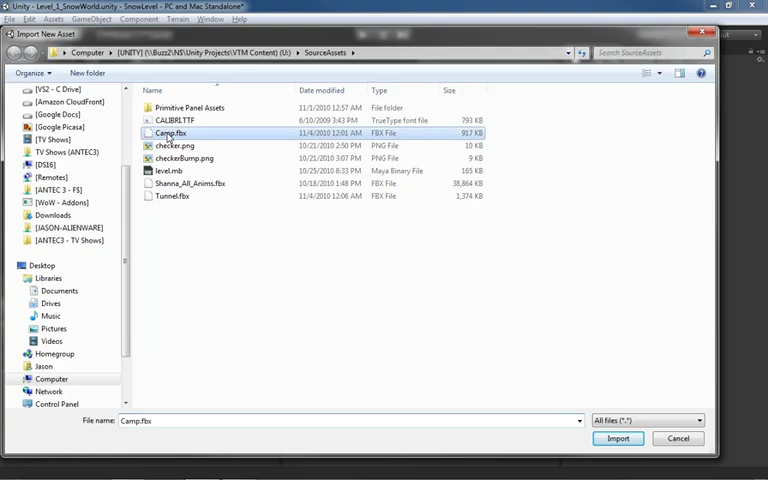 Unity - Level_1_SnowWorld.unity - SnowLevel - PC and Mac Standalone*
File Edit Assets GameObject Component Terrain Window Help
Import New Asset
Computer [UNITY] (\\Buzz2\NS\Unity Projects\VTM Content) (U:) SourceAssets
Search SourceAssets
Organize New folder
Name Date modified Type Size
Primitive Panel Assets 11/1/2010 12:57 AM File folder
CALIBRI.TTF 6/10/2009 3:43 PM TrueType font file 793 KB
Camp.fbx 11/4/2010 12:01 AM FBX File 917 KB
checker.png 10/21/2010 2:50 PM PNG File 10 KB
checkerBump.png 10/21/2010 3:07 PM PNG File 9 KB
level.mb 10/25/2010 8:33 PM Maya Binary File 165 KB
Shanna_All_Anims.fbx 10/18/2010 1:48 PM FBX File 38,864 KB
Tunnel.fbx 11/4/2010 12:06 AM FBX File 1,374 KB
[VS2 - C Drive]
[Amazon CloudFront]
[Google Docs]
[Google Picasa]
[TV Shows]
TV Shows (ANTEC3)
[DS16]
[Remotes]
[ANTEC 3 - F$]
[WoW - Addons]
Downloads
[JASON-ALIENWARE]
[ANTEC3 - TV Shows]
Desktop
Libraries
Documents
Drives
Music
Pictures
Videos
Homegroup
Jason
Computer
Network
Control Panel
File name: Camp.fbx
All files (*.*)
Import Cancel